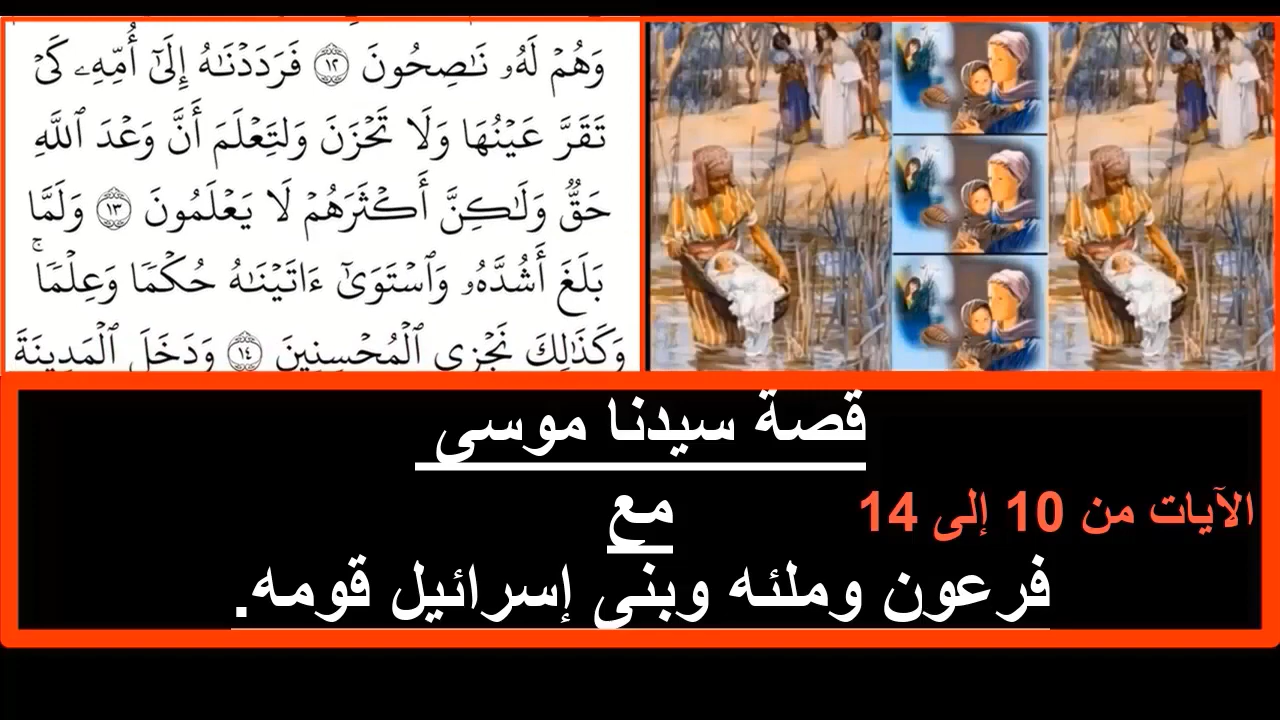 وَهُمۡ لَهُۥ نَٰصِحُونَ ١٢ فَرَدَدۡنَٰهُ إِلَىٰٓ أُمِّهِۦ كَيۡ
تَقَرَّ عَيۡنُهَا وَلَا تَحۡزَنَ وَلِتَعۡلَمَ أَنَّ وَعۡدَ ٱللَّهِ
حَقّٞ وَلَٰكِنَّ أَكۡثَرَهُمۡ لَا يَعۡلَمُونَ ١٣ وَلَمَّا
بَلَغَ أَشُدَّهُۥ وَٱسۡتَوَىٰٓ ءَاتَيۡنَٰهُ حُكۡمٗا وَعِلۡمٗاۚ
وَكَذَٰلِكَ نَجۡزِي ٱلۡمُحۡسِنِينَ ١٤ وَدَخَلَ ٱلۡمَدِينَةَ
قصة سيدنا موسى
مع
الآيات من 10 إلى 14
فرعون وملئه وبنى إسرائيل قومه.